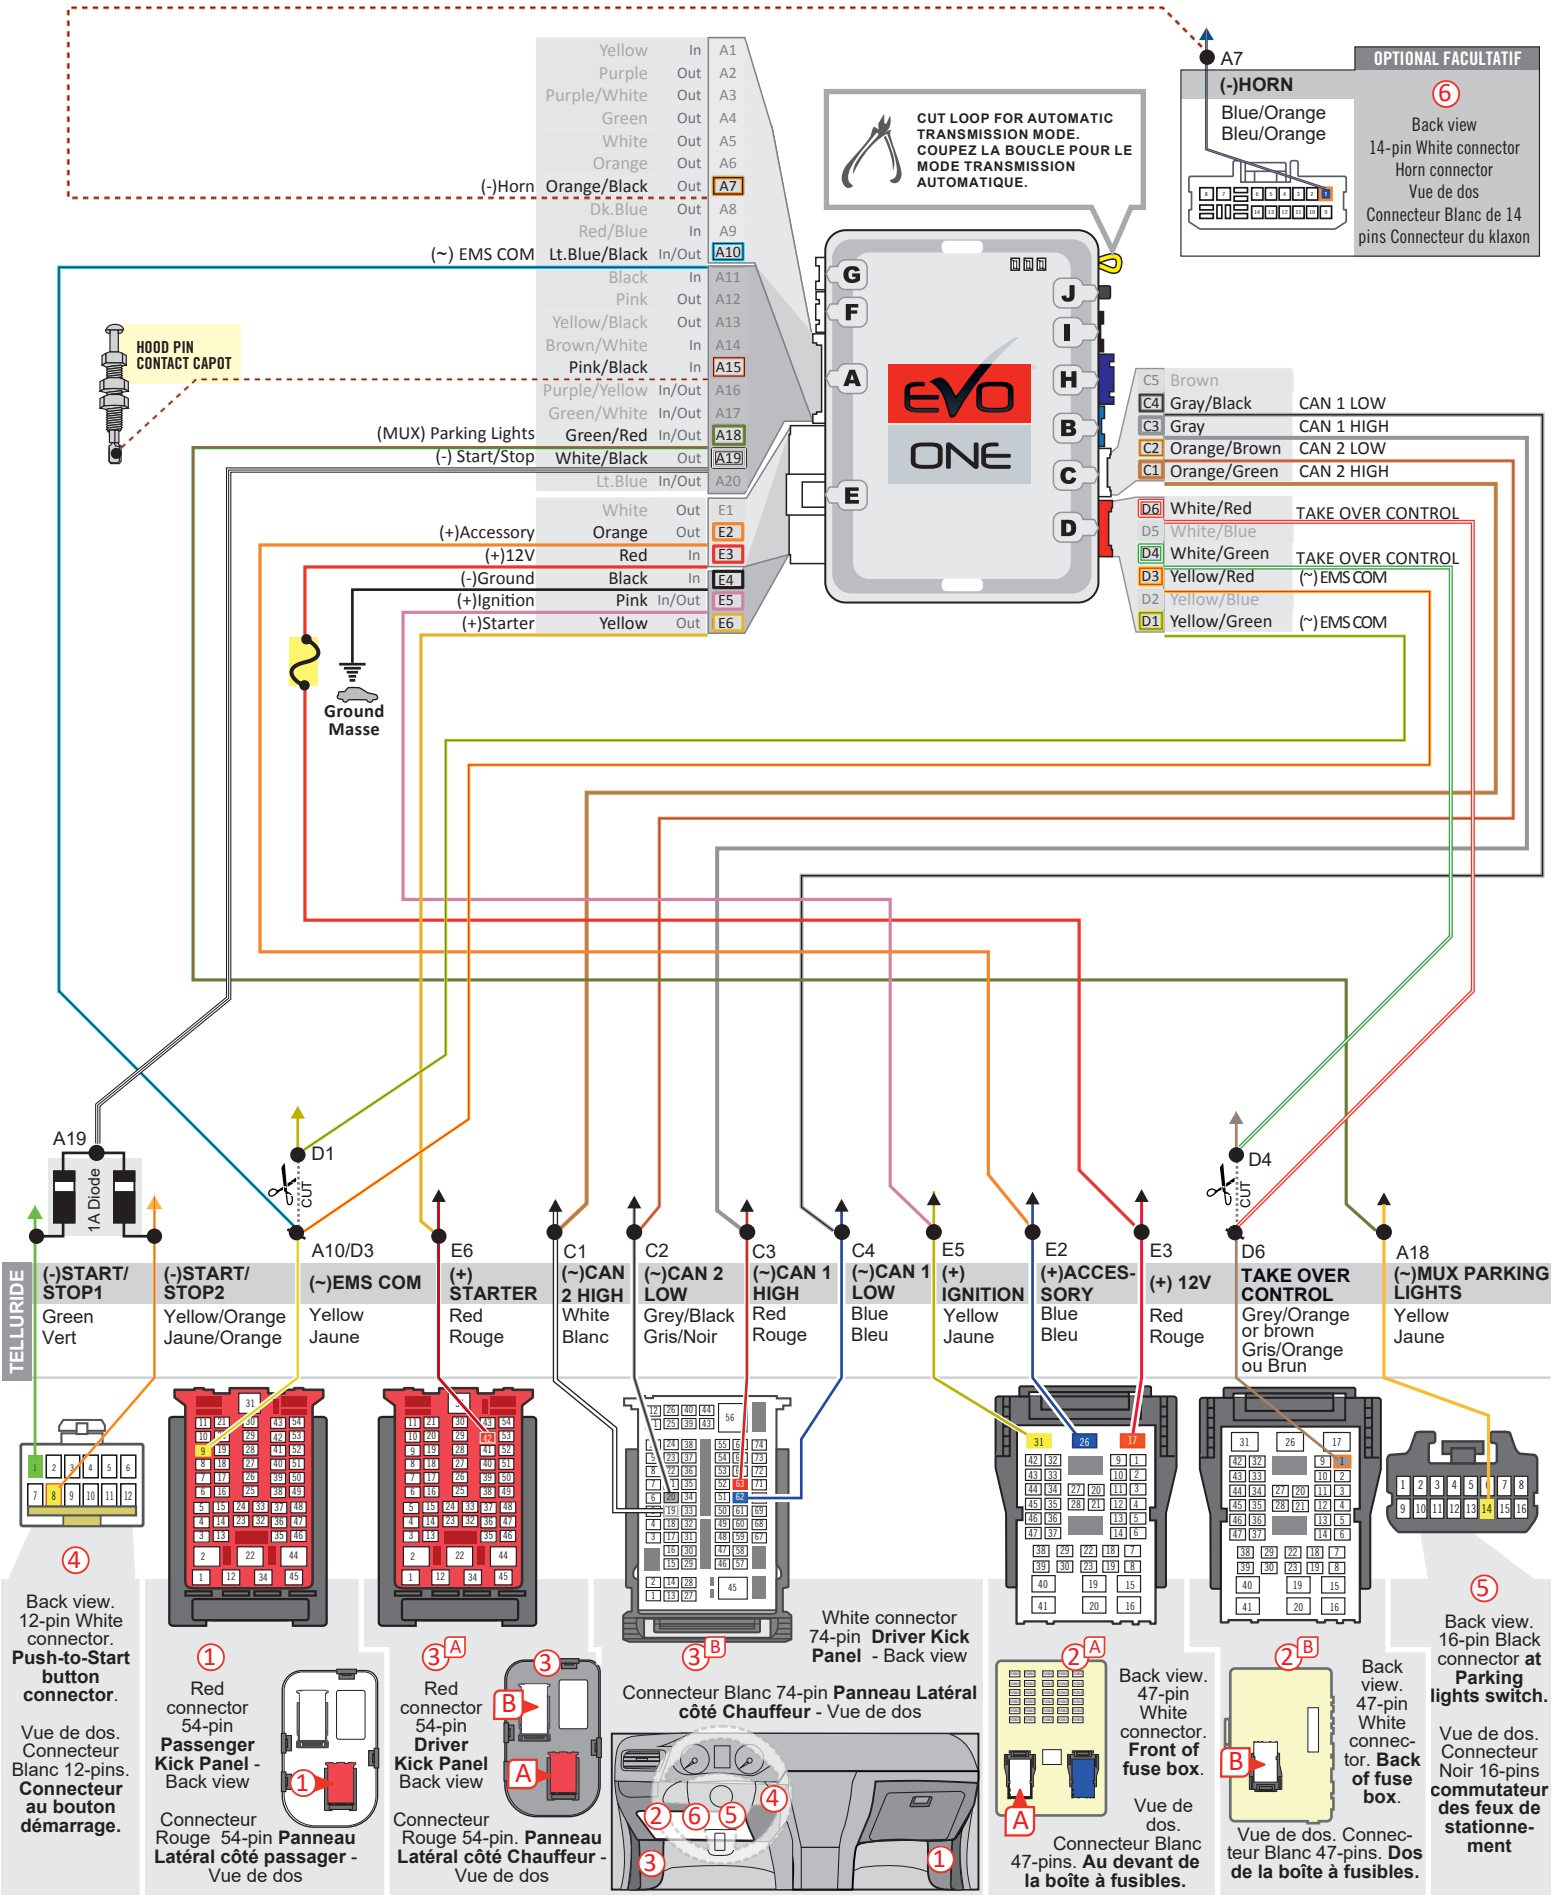 Yellow In A1
Purple Out A2
Purple/White Out A3
Green Out A4
White Out A5
Orange Out A6
(-)Horn Orange/Black Out A7
Dk.Blue Out A8
Red/Blue In A9
(~) EMS COM Lt.Blue/Black In/Out A10
Black In A11
Pink Out A12
Yellow/Black Out A13
Brown/White In A14
Pink/Black In A15
Purple/Yellow In/Out A16
Green/White In/Out A17
(MUX) Parking Lights Green/Red In/Out A18
(-) Start/Stop White/Black Out A19
Lt.Blue In/Out A20
White Out E1
(+)Accessory Orange Out E2
(+)12V Red In E3
(-)Ground Black In E4
(+)Ignition Pink In/Out E5
(+)Starter Yellow Out E6
HOOD PIN
CONTACT CAPOT
Ground
Masse
CUT LOOP FOR AUTOMATIC
TRANSMISSION MODE.
COUPEZ LA BOUCLE POUR LE
MODE TRANSMISSION
AUTOMATIQUE.
G
F
A
E
J
I
H
B
C
D
EVO
ONE
A7
OPTIONAL FACULTATIF
(-)HORN
Blue/Orange
Bleu/Orange
6
Back view
14-pin White connector
Horn connector
Vue de dos
Connecteur Blanc de 14
pins Connecteur du klaxon
C5 Brown
C4 Gray/Black CAN 1 LOW
C3 Gray CAN 1 HIGH
C2 Orange/Brown CAN 2 LOW
C1 Orange/Green CAN 2 HIGH
D6 White/Red TAKE OVER CONTROL
D5 White/Blue
D4 White/Green TAKE OVER CONTROL
D3 Yellow/Red (~)EMS COM
D2 Yellow/Blue
D1 Yellow/Green (~)EMS COM
A19
1A Diode
D1
CUT
D4
CUT
A10/D3
E6
C1
C2
C3
C4
E5
E2
E3
D6
A18
TELLURIDE
(-)START/
STOP1
Green
Vert
(-)START/
STOP2
Yellow/Orange
Jaune/Orange
(~)EMS COM
Yellow
Jaune
(+)
STARTER
Red
Rouge
(~)CAN
2 HIGH
White
Blanc
(~)CAN 2
LOW
Grey/Black
Gris/Noir
(~)CAN 1
HIGH
Red
Rouge
(~)CAN 1
LOW
Blue
Bleu
(+)
IGNITION
Yellow
Jaune
(+)ACCES-
SORY
Blue
Bleu
(+) 12V
Red
Rouge
TAKE OVER
CONTROL
Grey/Orange
or brown
Gris/Orange
ou Brun
(~)MUX PARKING
LIGHTS
Yellow
Jaune
4
Back view.
12-pin White
connector.
Push-to-Start
button
connector.
Vue de dos.
Connecteur
Blanc 12-pins.
Connecteur
au bouton
démarrage.
1
Red
connector
54-pin
Passenger
Kick Panel -
Back view
1
Connecteur
Rouge 54-pin Panneau
Latéral côté passager -
Vue de dos
3 A
Red
connector
54-pin
Driver
Kick Panel
Back view
3
B
A
Connecteur
Rouge 54-pin. Panneau
Latéral côté Chauffeur -
Vue de dos
3 B
White connector
74-pin Driver Kick
Panel - Back view
Connecteur Blanc 74-pin Panneau Latéral
côté Chauffeur - Vue de dos
2
6
5
4
3
1
2 A
A
Back view.
47-pin
White
connector.
Front of
fuse box.
Vue de
dos.
Connecteur Blanc
47-pins. Au devant de
la boîte à fusibles.
2 B
B
Back
view.
47-pin
White
connec-
tor. Back
of fuse
box.
Vue de dos. Connec-
teur Blanc 47-pins. Dos
de la boîte à fusibles.
5
Back view.
16-pin Black
connector at
Parking
lights switch.
Vue de dos.
Connecteur
Noir 16-pins
commutateur
des feux de
stationne-
ment